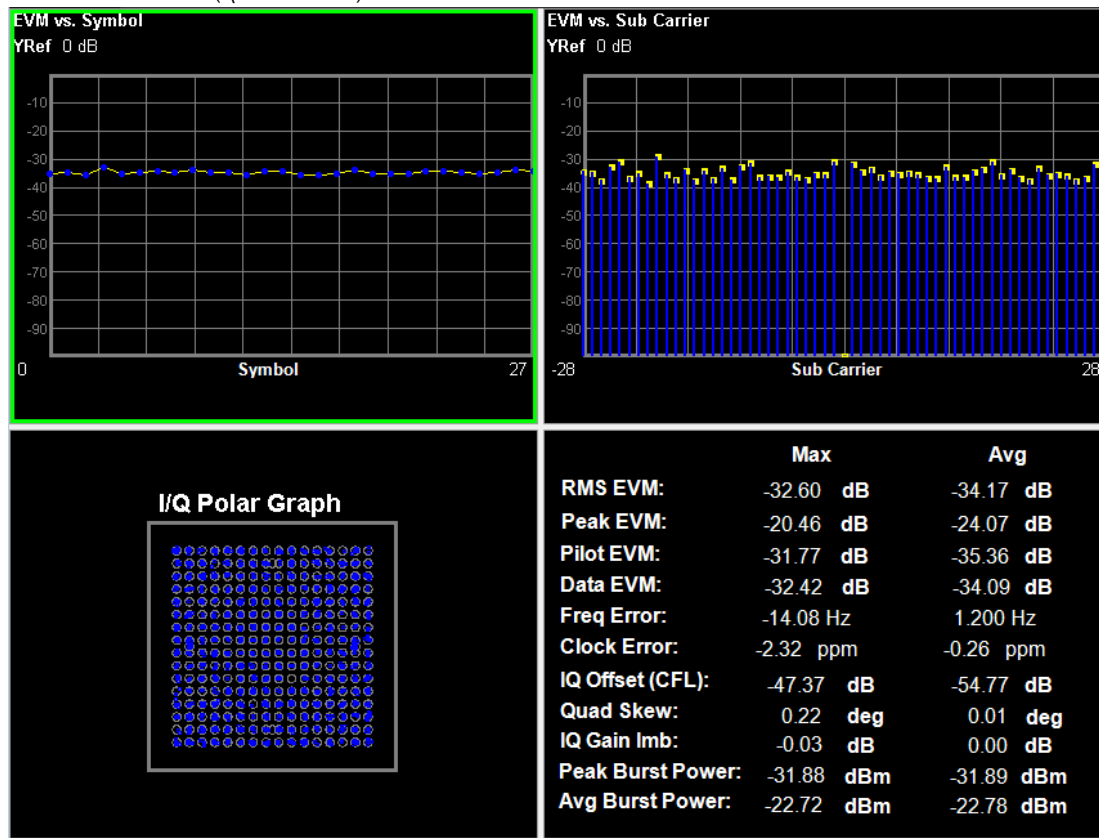 EVM vs. Symbol
YRef 0 dB
-10
-20
-30
-40
-50
-60
-70
-80
-90
0 Symbol 27
EVM vs. Sub Carrier
YRef 0 dB
-10
-20
-30
-40
-50
-60
-70
-80
-90
-28 Sub Carrier 28
I/Q Polar Graph
Max Avg
RMS EVM: -32.60 dB -34.17 dB
Peak EVM: -20.46 dB -24.07 dB
Pilot EVM: -31.77 dB -35.36 dB
Data EVM: -32.42 dB -34.09 dB
Freq Error: -14.08 Hz 1.200 Hz
Clock Error: -2.32 ppm -0.26 ppm
IQ Offset (CFL): -47.37 dB -54.77 dB
Quad Skew: 0.22 deg 0.01 deg
IQ Gain Imb: -0.03 dB 0.00 dB
Peak Burst Power: -31.88 dBm -31.89 dBm
Avg Burst Power: -22.72 dBm -22.78 dBm